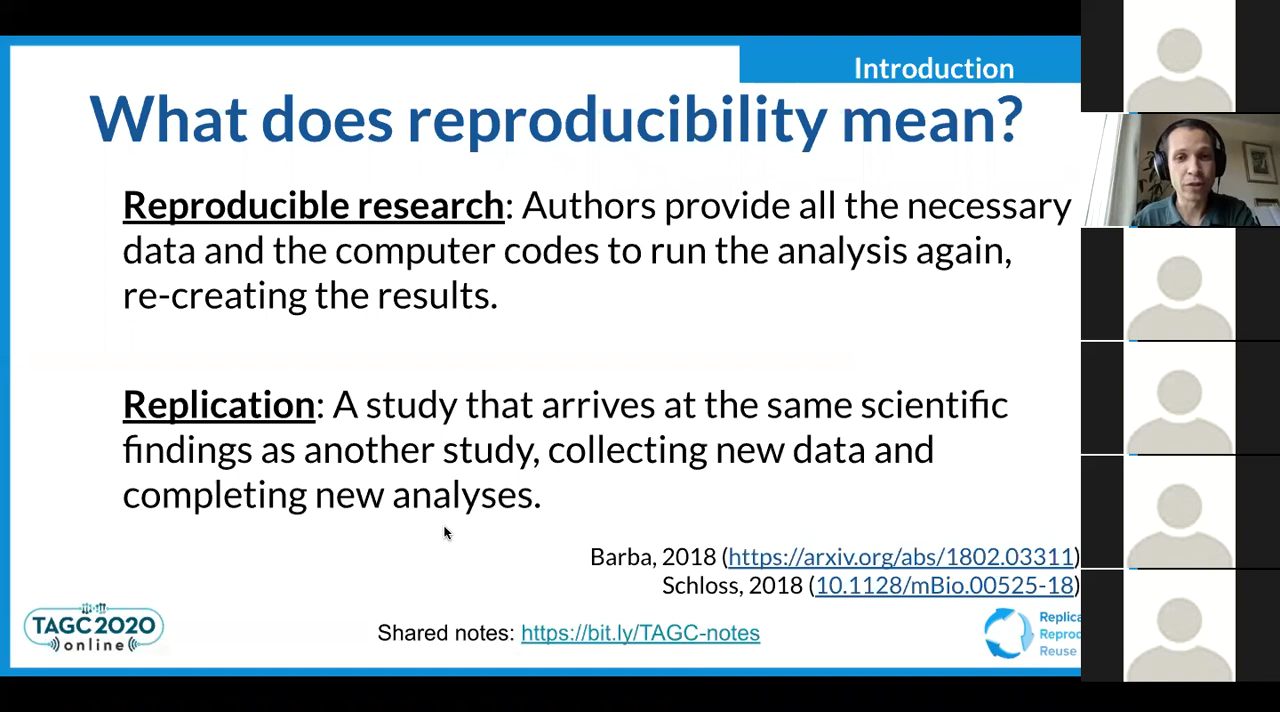 Introduction
What does reproducibility mean?
Reproducible research: Authors provide all the necessary
data and the computer codes to run the analysis again,
re-creating the results.
Replication: A study that arrives at the same scientific
findings as another study, collecting new data and
completing new analyses.
Barba, 2018 (https://arxiv.org/abs/1802.03311)
Schloss, 2018 (10.1128/mBio.00525-18)
TAGC 2020
online
Shared notes: https://bit.ly/TAGC-notes
Replica
Reprod
Reuse